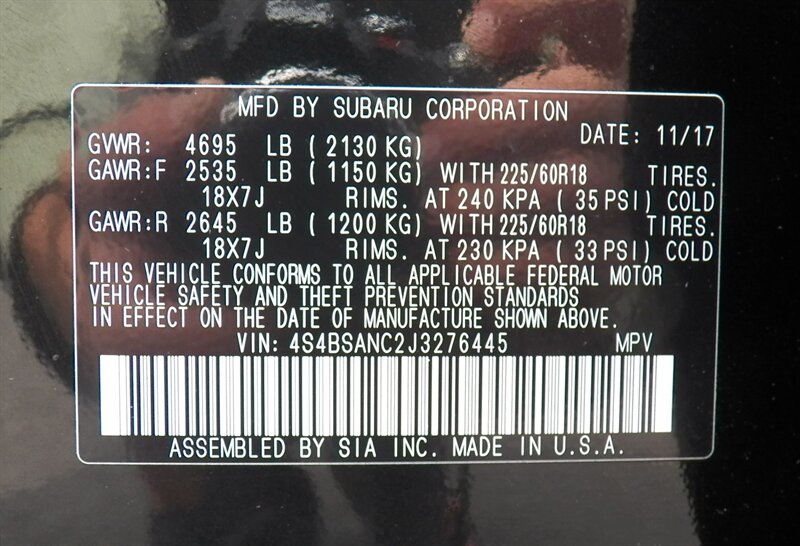 MFD BY SUBARU CORPORATION
DATE: 11/17
GVWR: 4695 LB ( 2130 KG)
GAWR:F 2535 LB ( 1150 KG) WITH 225/60R18 TIRES.
18X7J RIMS. AT 240 KPA ( 35 PSI) COLD
GAWR:R 2645 LB ( 1200 KG) WITH 225/60R18 TIRES.
18X7J RIMS. AT 230 KPA ( 33 PSI) COLD
THIS VEHICLE CONFORMS TO ALL APPLICABLE FEDERAL MOTOR
VEHICLE SAFETY AND THEFT PREVENTION STANDARDS
IN EFFECT ON THE DATE OF MANUFACTURE SHOWN ABOVE.
VIN: 4S4BSANC2J3276445 MPV
ASSEMBLED BY SIA INC. MADE IN U.S.A.